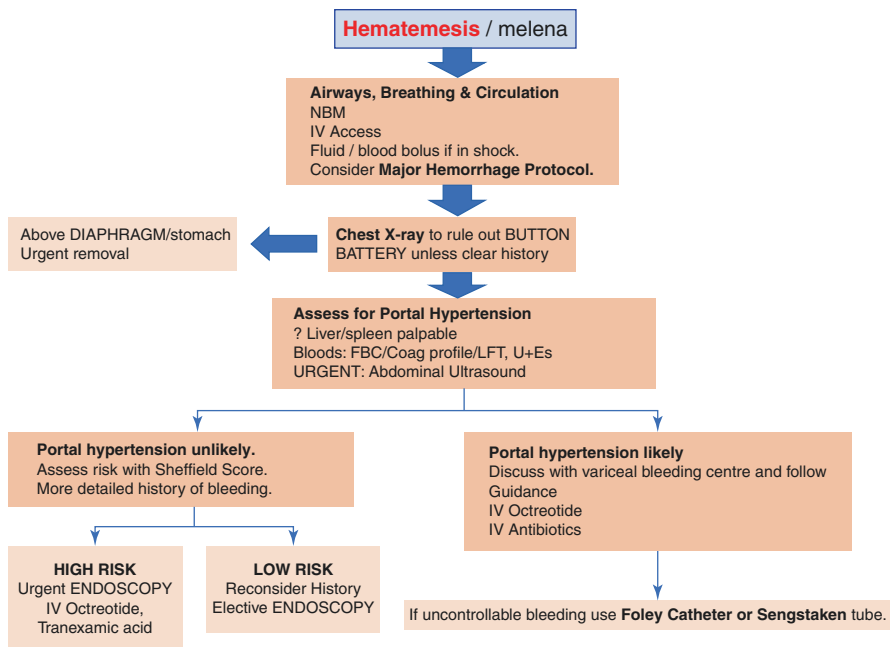 Hematemesis / melena
Airways, Breathing & Circulation
NBM
IV Access
Fluid / blood bolus if in shock.
Consider Major Hemorrhage Protocol.
Above DIAPHRAGM/stomach
Urgent removal
Chest X-ray to rule out BUTTON
BATTERY unless clear history
Assess for Portal Hypertension
? Liver/spleen palpable
Bloods: FBC/Coag profile/LFT, U+Es
URGENT: Abdominal Ultrasound
Portal hypertension unlikely.
Assess risk with Sheffield Score.
More detailed history of bleeding.
Portal hypertension likely
Discuss with variceal bleeding centre and follow
Guidance
IV Octreotide
IV Antibiotics
HIGH RISK
Urgent ENDOSCOPY
IV Octreotide,
Tranexamic acid
LOW RISK
Reconsider History
Elective ENDOSCOPY
If uncontrollable bleeding use Foley Catheter or Sengstaken tube.